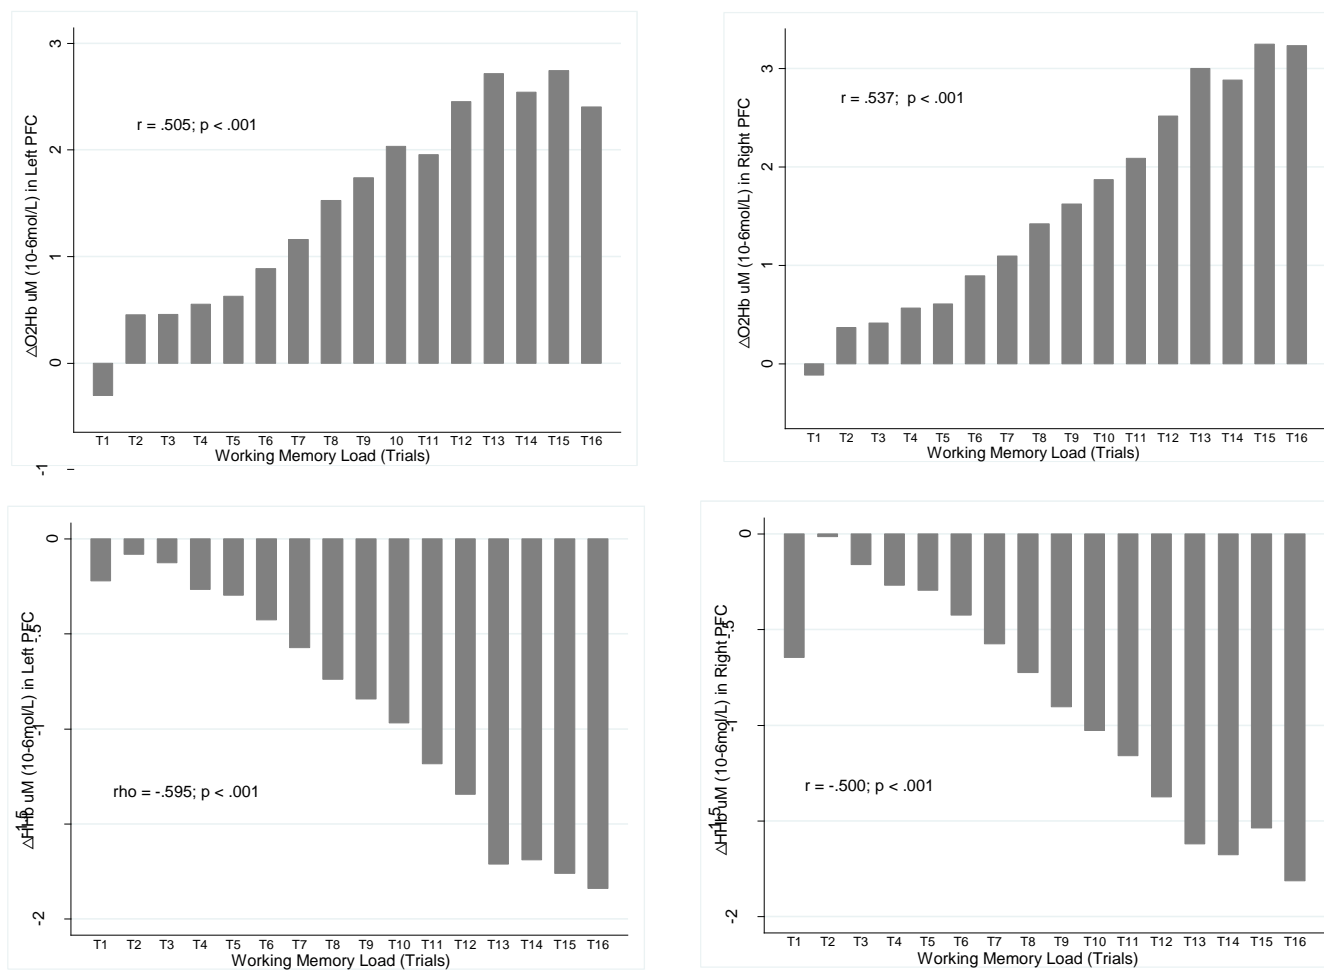 3
2
1
0
-1
△O2Hb uM (10-6mol/L) in Left PFC
r = .505; p < .001
T1 T2 T3 T4 T5 T6 T7 T8 T9 10 T11 T12 T13 T14 T15 T16
Working Memory Load (Trials)
3
2
1
0
△O2Hb uM (10-6mol/L) in Right PFC
r = .537; p < .001
T1 T2 T3 T4 T5 T6 T7 T8 T9 T10 T11 T12 T13 T14 T15 T16
Working Memory Load (Trials)
0
-.5
-1
-1.5
-2
△HHb uM (10-6mol/L) in Left PFC
rho = -.595; p < .001
T1 T2 T3 T4 T5 T6 T7 T8 T9 T10 T11 T12 T13 T14 T15 T16
Working Memory Load (Trials)
0
-.5
-1
-1.5
-2
△HHb uM (10-6mol/L) in Right PFC
r = -.500; p < .001
T1 T2 T3 T4 T5 T6 T7 T8 T9 T10 T11 T12 T13 T14 T15 T16
Working Memory Load (Trials)